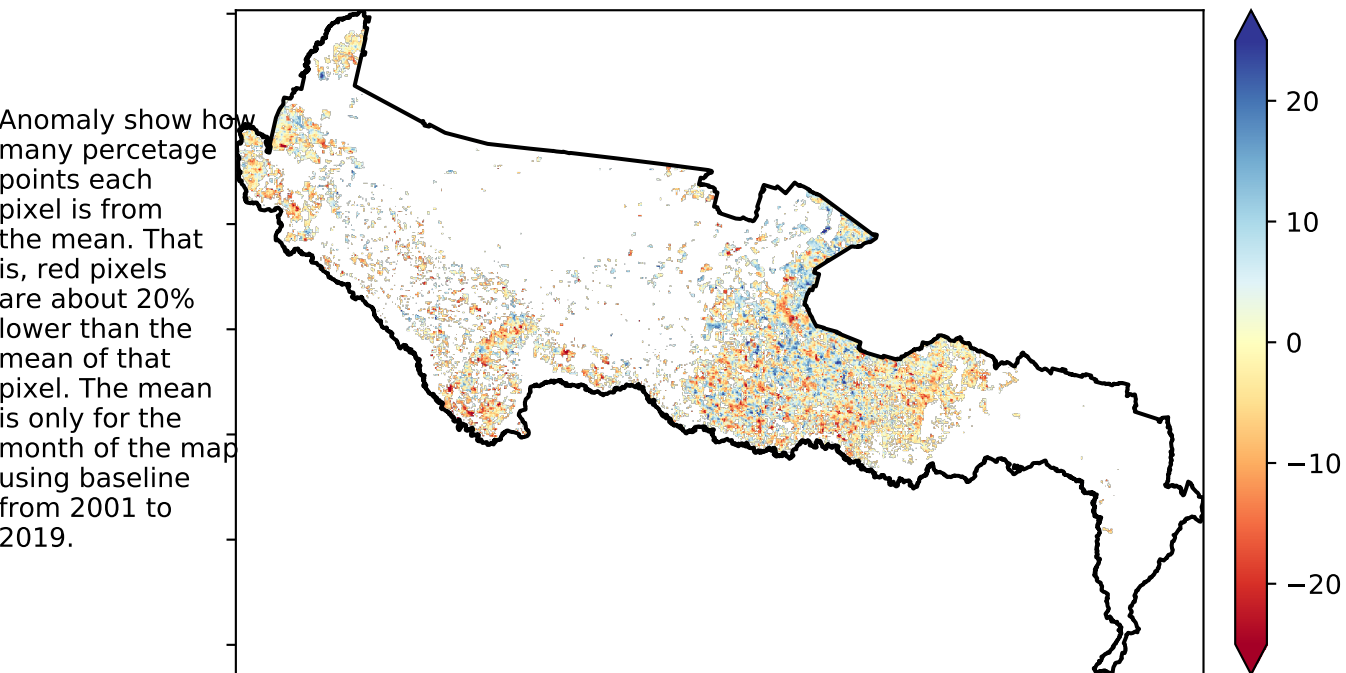 Anomaly show how
many percetage
points each
pixel is from
the mean. That
is, red pixels
are about 20%
lower than the
mean of that
pixel. The mean
is only for the
month of the map
using baseline
from 2001 to
2019.
20
10
0
−10
−20